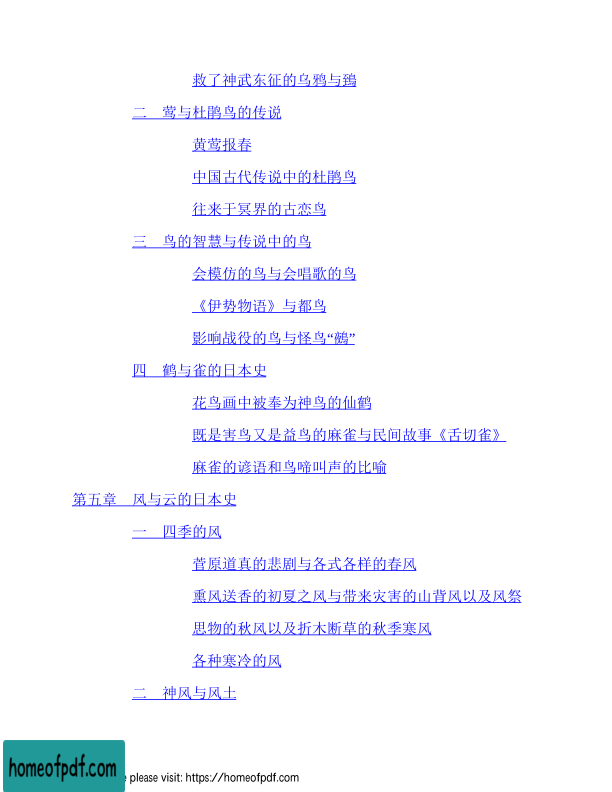 救了神武东征的乌鸦与鵄
二　莺与杜鹃鸟的传说
黄莺报春
中国古代传说中的杜鹃鸟
往来于冥界的古恋鸟
三　鸟的智慧与传说中的鸟
会模仿的鸟与会唱歌的鸟
《伊势物语》与都鸟
影响战役的鸟与怪鸟“鵺”
四　鹤与雀的日本史
花鸟画中被奉为神鸟的仙鹤
既是害鸟又是益鸟的麻雀与民间故事《舌切雀》
麻雀的谚语和鸟啼叫声的比喻
第五章　风与云的日本史
一　四季的风
菅原道真的悲剧与各式各样的春风
熏风送香的初夏之风与带来灾害的山背风以及风祭
思物的秋风以及折木断草的秋季寒风
各种寒冷的风
二　神风与风土
homeofpdf.com
e please visit: https://homeofpdf.com